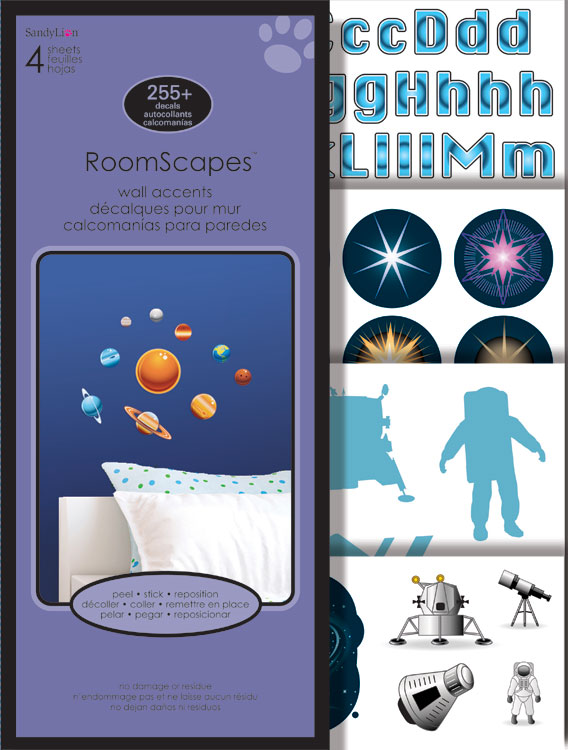 SandyLion
4 sheets
feuilles
hojas
255+
decals
autocollants
calcomanías
RoomScapes™
wall accents
décalques pour mur
calcomanías para paredes
peel • stick • reposition
décoller • coller • remettre en place
pelar • pegar • reposicionar
no damage or residue
n'endommage pas et ne laisse aucun résidu
no dejan daños ni residuos
ccDdd
gHhhh
LlllMm